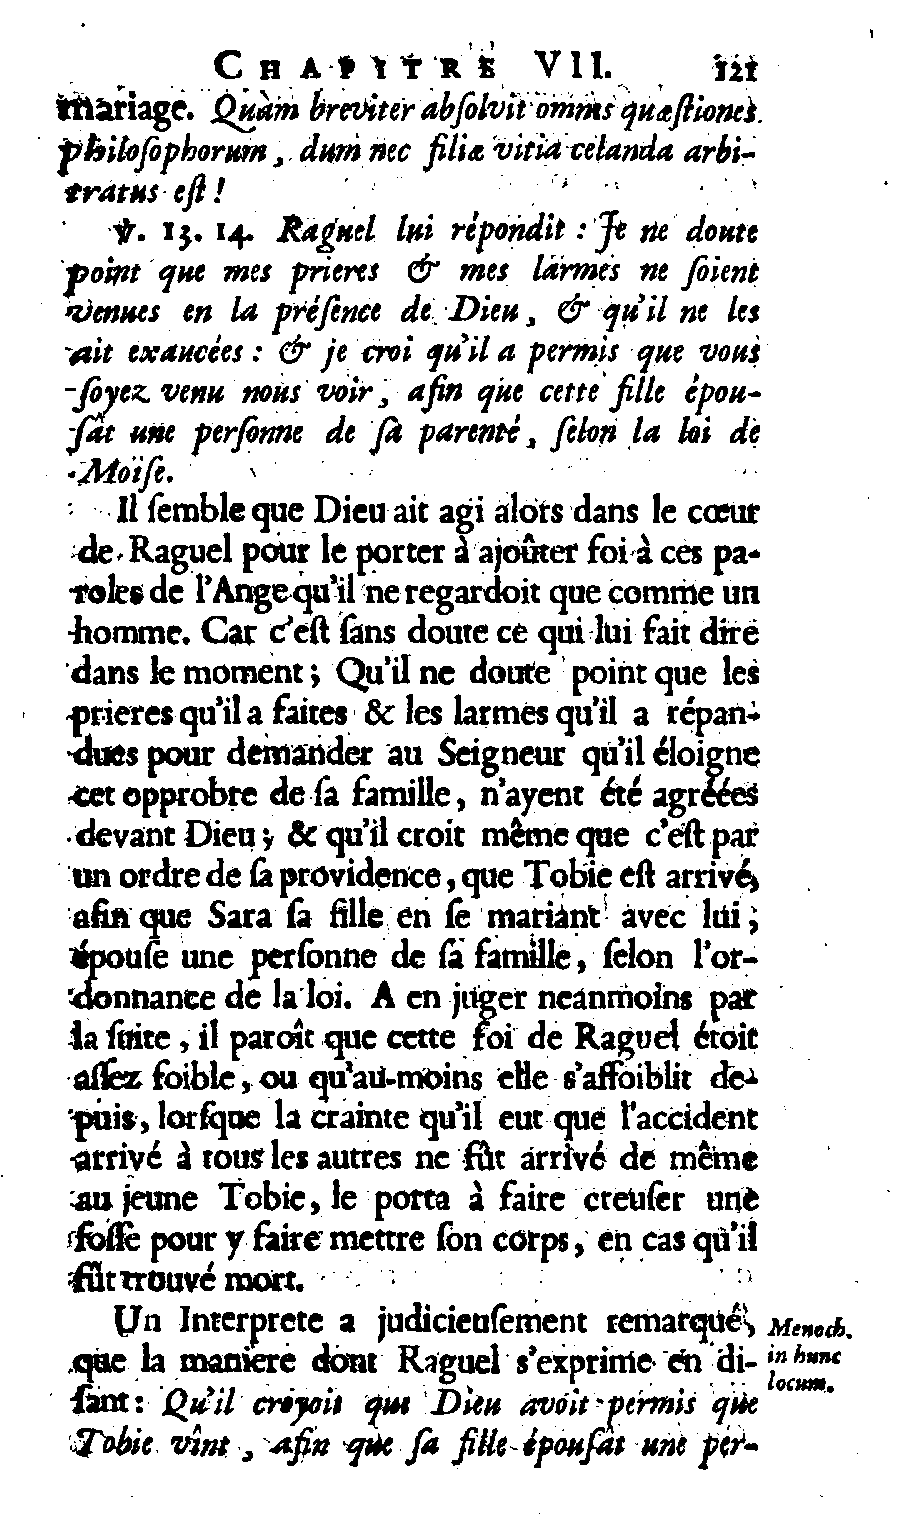 CHAPITRE VII. 121
mariage. Quàm breviter absolvit omnes quæstiones
philosophorum, dum nec filiæ vitia celanda arbi-
tratus est!
℣. 13. 14. Raguel lui répondit : Je ne doute
point que mes prieres & mes larmes ne soient
venues en la présence de Dieu, & qu'il ne les
ait exaucées : & je croi qu'il a permis que vous
soyez venu nous voir, afin que cette fille épou-
sât une personne de sa parenté, selon la loi de
Moïse.
Il semble que Dieu ait agi alors dans le cœur
de Raguel pour le porter à ajoûter foi à ces pa-
roles de l'Ange qu'il ne regardoit que comme un
homme. Car c'est sans doute ce qui lui fait dire
dans le moment ; Qu'il ne doute point que les
prieres qu'il a faites & les larmes qu'il a répan-
dues pour demander au Seigneur qu'il éloigne
cet opprobre de sa famille, n'ayent été agréées
devant Dieu ; & qu'il croit même que c'est par
un ordre de sa providence, que Tobie est arrivé,
afin que Sara sa fille en se mariant avec lui ;
épouse une personne de sa famille, selon l'or-
donnance de la loi. A en juger neanmoins par
la suite, il paroît que cette foi de Raguel étoit
assez foible, ou qu'au-moins elle s'affoiblit de-
puis, lorsque la crainte qu'il eut que l'accident
arrivé à tous les autres ne fût arrivé de même
au jeune Tobie, le porta à faire creuser une
fosse pour y faire mettre son corps, en cas qu'il
fût trouvé mort.
Un Interprete a judicieusement remarqué,
que la maniere dont Raguel s'exprime en di-
sant : Qu'il croyoit que Dieu avoit permis que
Tobie vînt, afin que sa fille épousât une per-
Menoch.
in hunc
locum.